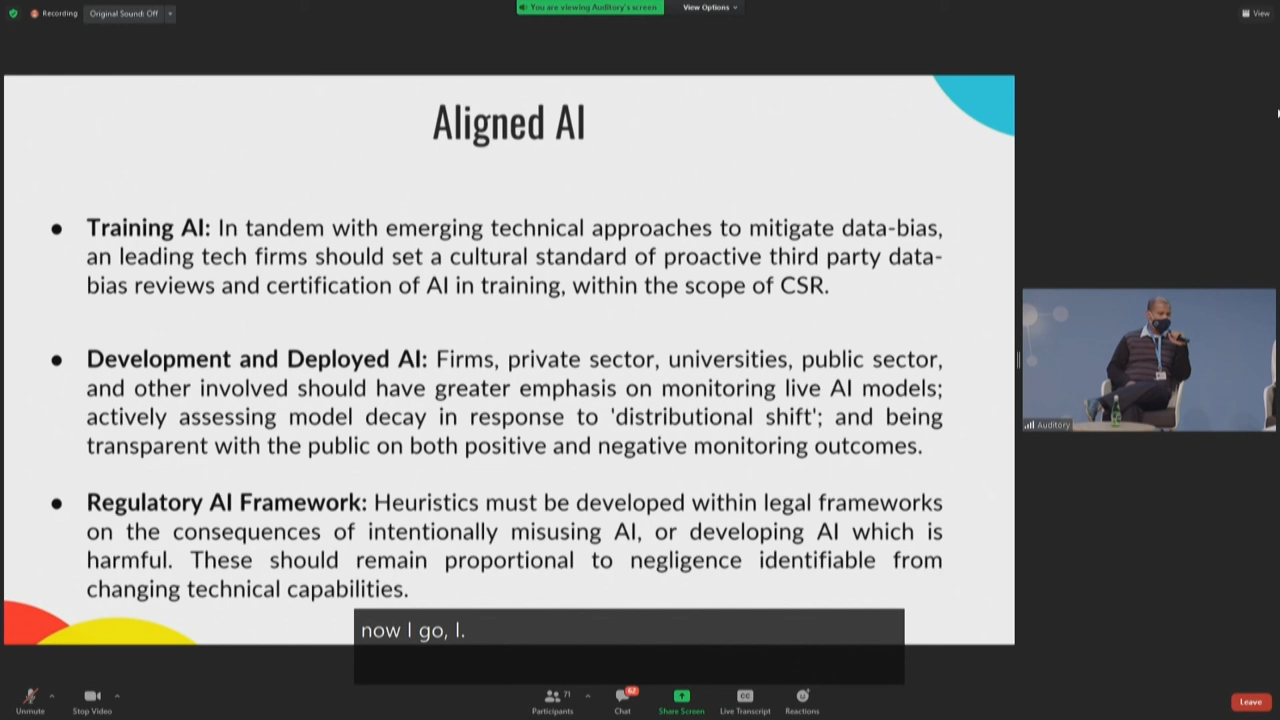 Recording
Original Sound: Off
You are viewing Auditory's screen
View Options
View
Aligned AI
● Training AI: In tandem with emerging technical approaches to mitigate data-bias,
an leading tech firms should set a cultural standard of proactive third party data-
bias reviews and certification of AI in training, within the scope of CSR.
● Development and Deployed AI: Firms, private sector, universities, public sector,
and other involved should have greater emphasis on monitoring live AI models;
actively assessing model decay in response to 'distributional shift'; and being
transparent with the public on both positive and negative monitoring outcomes.
● Regulatory AI Framework: Heuristics must be developed within legal frameworks
on the consequences of intentionally misusing AI, or developing AI which is
harmful. These should remain proportional to negligence identifiable from
changing technical capabilities.
Auditory
now I go, I.
Unmute
Stop Video
71
Participants
62
Chat
Share Screen
CC
Live Transcript
Reactions
Leave